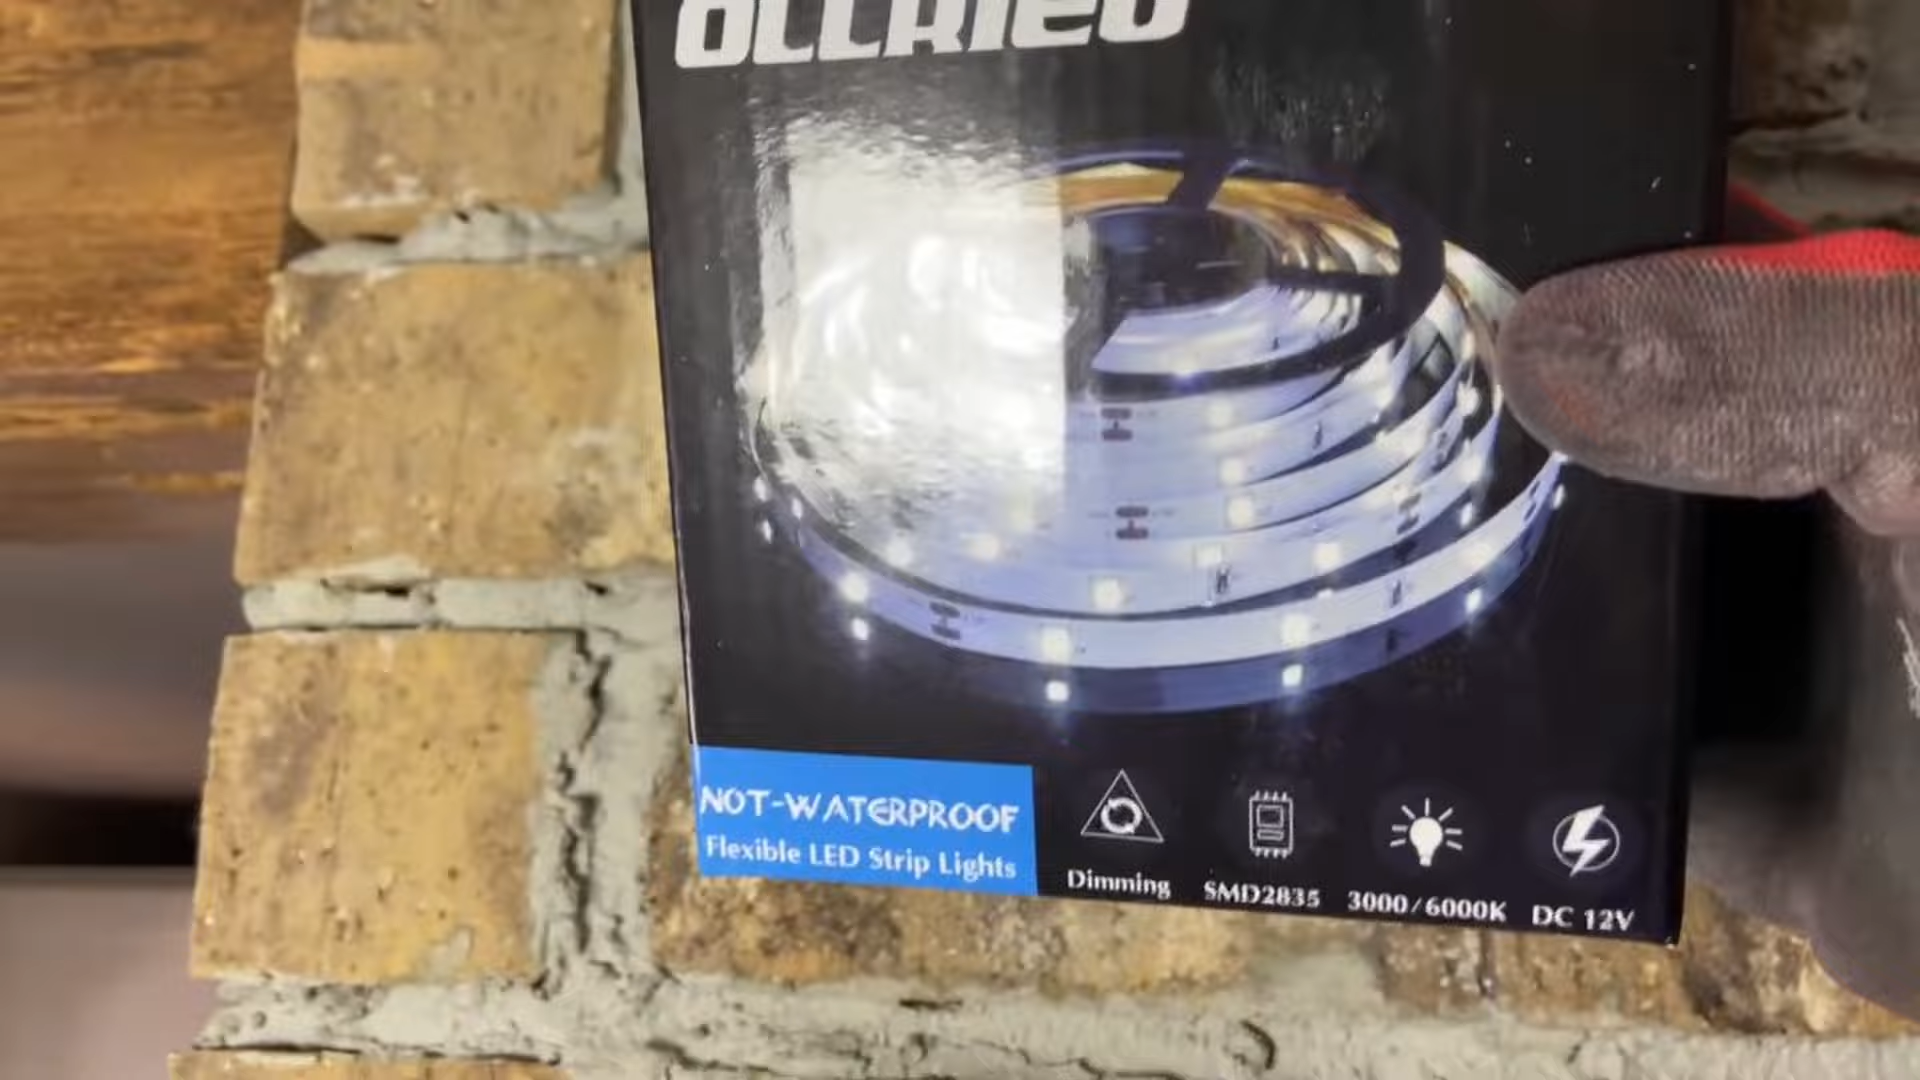 NOT-WATERPROOF
Flexible LED Strip Lights
Dimming
SMD2835
3000/6000K
DC 12V